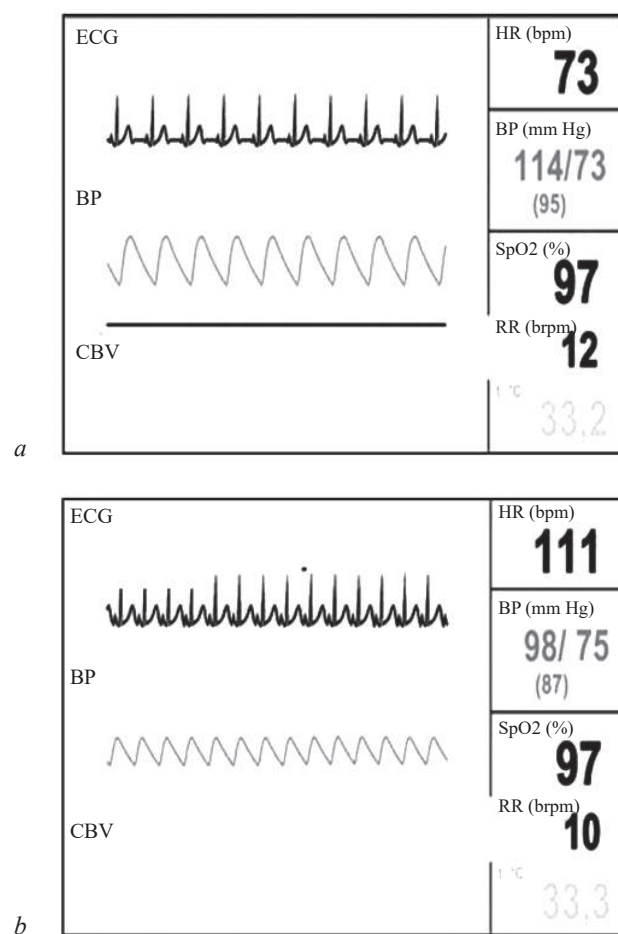 ECG
BP
CBV
HR (bpm)
73
BP (mm Hg)
114/73
(95)
SpO2 (%)
97
RR (brpm)
12
t °C
33,2
a
ECG
BP
CBV
HR (bpm)
111
BP (mm Hg)
98/ 75
(87)
SpO2 (%)
97
RR (brpm)
10
t °C
33,3
b